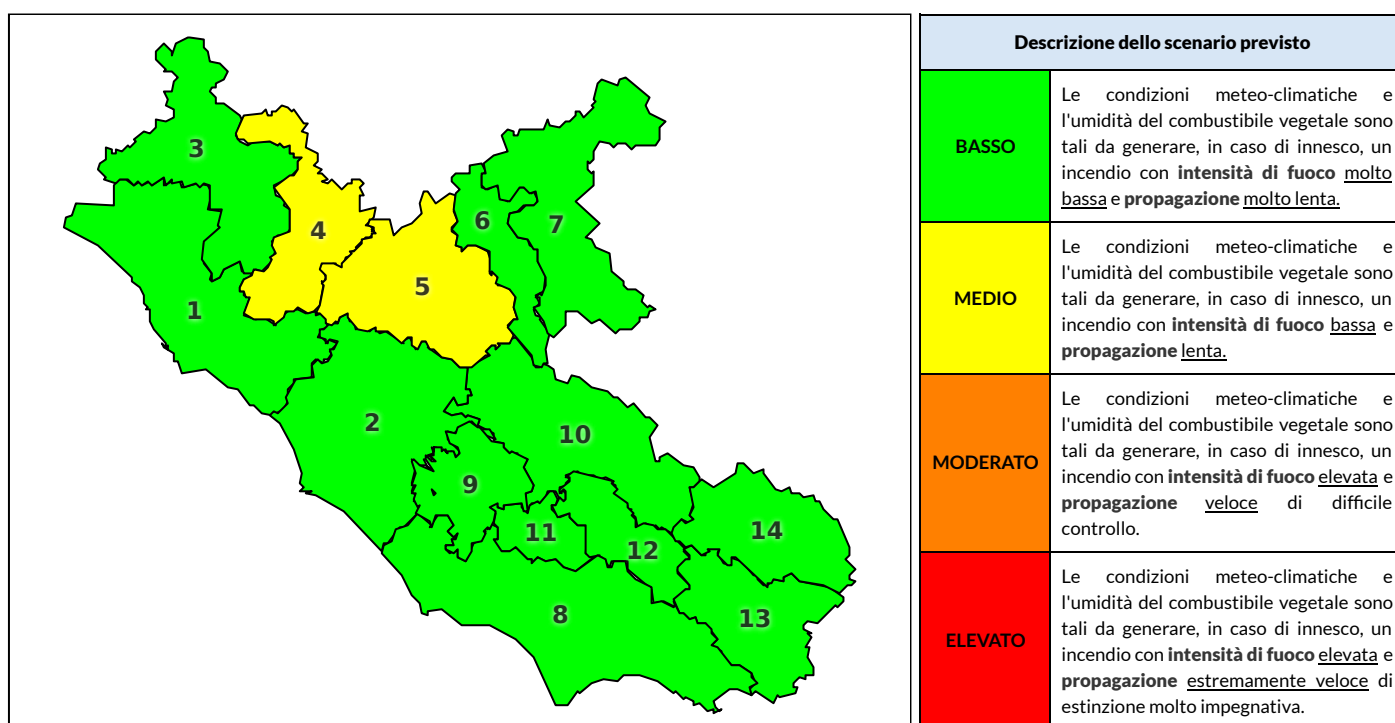 3
4
6
7
5
1
2
10
9
11
14
12
8
13
Descrizione dello scenario previsto
BASSO
Le condizioni meteo-climatiche e
l'umidità del combustibile vegetale sono
tali da generare, in caso di innesco, un
incendio con intensità di fuoco molto
bassa e propagazione molto lenta.
MEDIO
Le condizioni meteo-climatiche e
l'umidità del combustibile vegetale sono
tali da generare, in caso di innesco, un
incendio con intensità di fuoco bassa e
propagazione lenta.
MODERATO
Le condizioni meteo-climatiche e
l'umidità del combustibile vegetale sono
tali da generare, in caso di innesco, un
incendio con intensità di fuoco elevata e
propagazione veloce di difficile
controllo.
ELEVATO
Le condizioni meteo-climatiche e
l'umidità del combustibile vegetale sono
tali da generare, in caso di innesco, un
incendio con intensità di fuoco elevata e
propagazione estremamente veloce di
estinzione molto impegnativa.